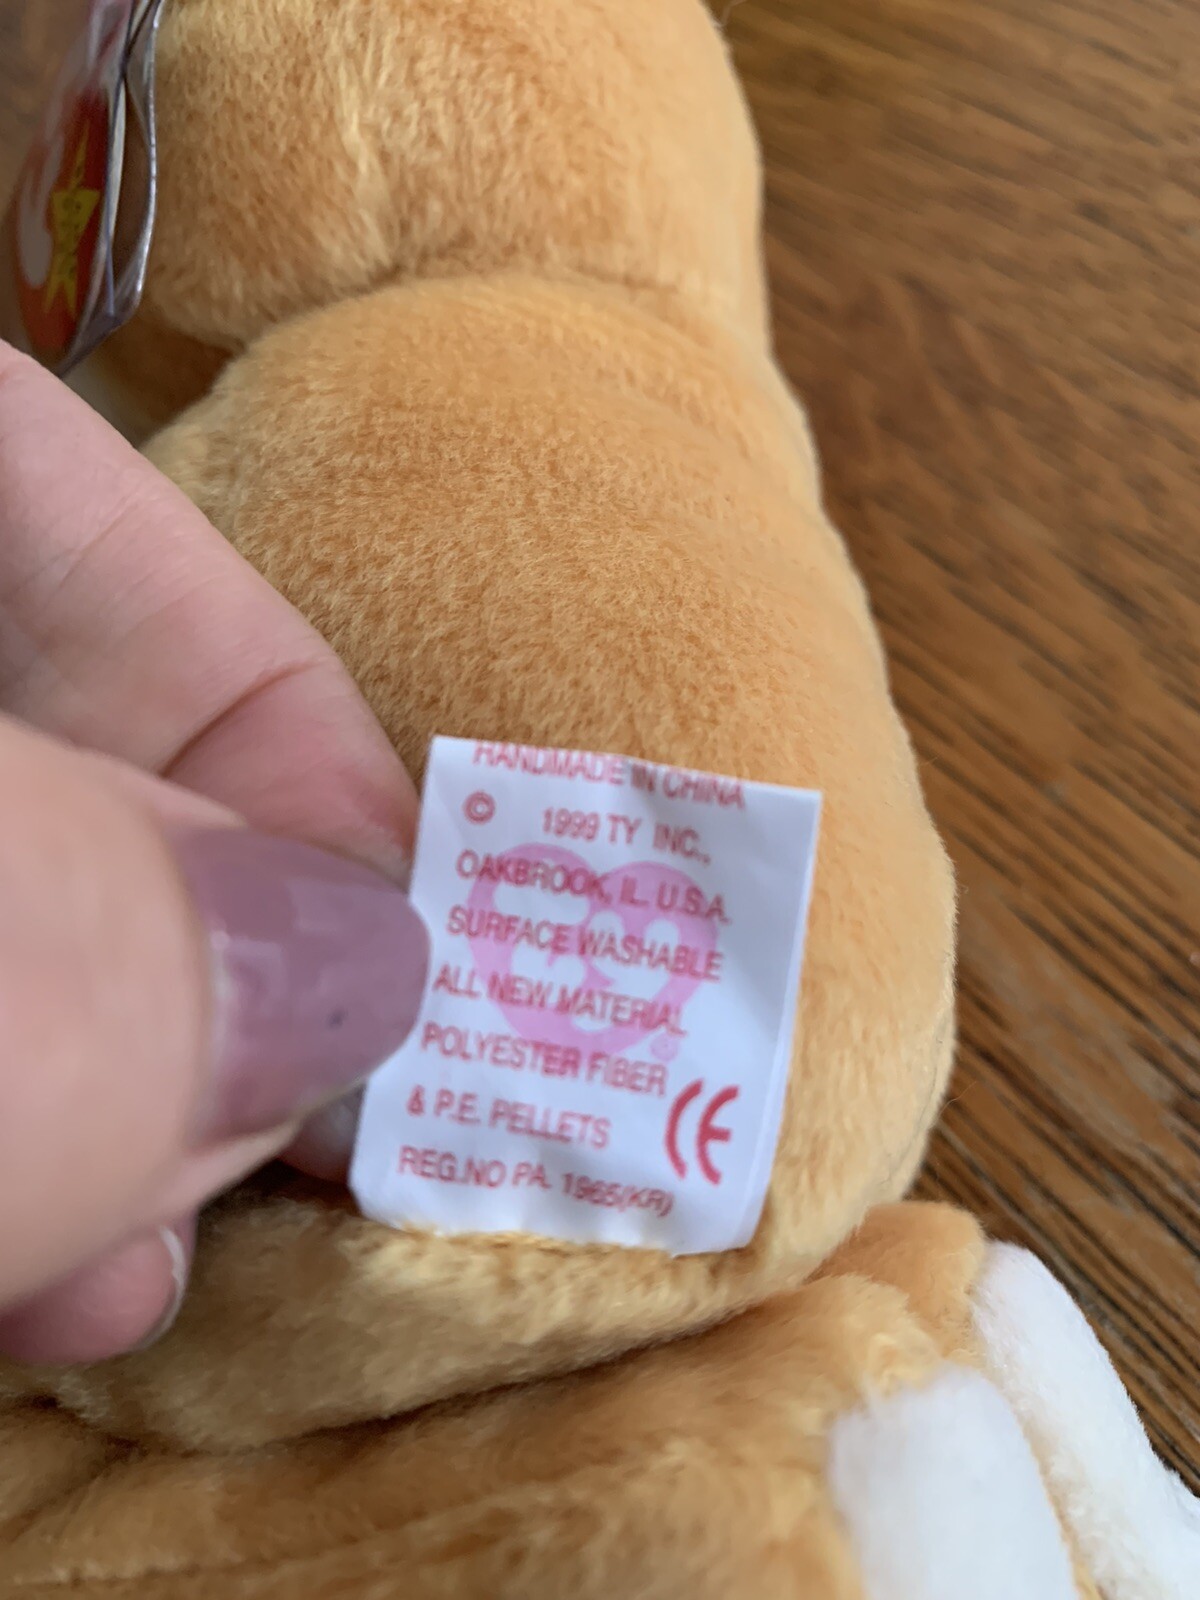 HANDMADE IN CHINA
© 1999 TY INC.,
OAKBROOK, IL. U.S.A.
SURFACE WASHABLE
ALL NEW MATERIAL
POLYESTER FIBER
& P.E. PELLETS
REG.NO PA. 1965(KR)
CE